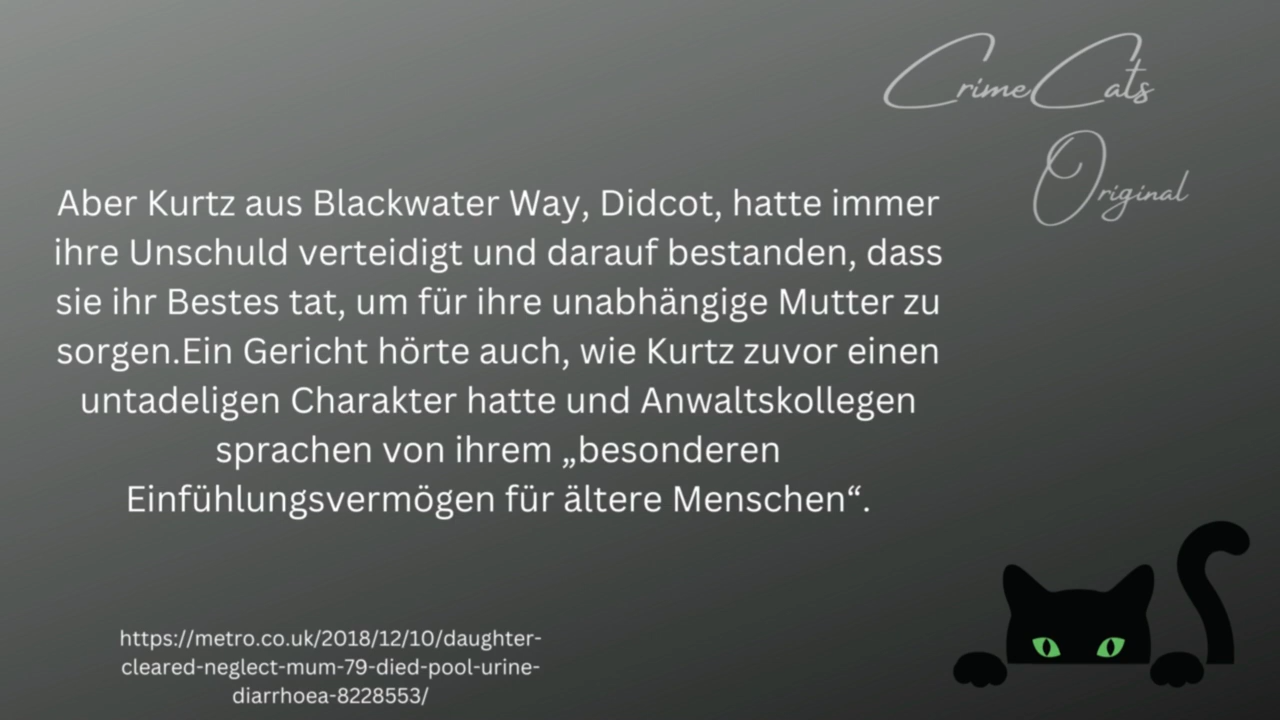 CrimeCats
Original
Aber Kurtz aus Blackwater Way, Didcot, hatte immer
ihre Unschuld verteidigt und darauf bestanden, dass
sie ihr Bestes tat, um für ihre unabhängige Mutter zu
sorgen.Ein Gericht hörte auch, wie Kurtz zuvor einen
untadeligen Charakter hatte und Anwaltskollegen
sprachen von ihrem „besonderen
Einfühlungsvermögen für ältere Menschen“.
https://metro.co.uk/2018/12/10/daughter-
cleared-neglect-mum-79-died-pool-urine-
diarrhoea-8228553/